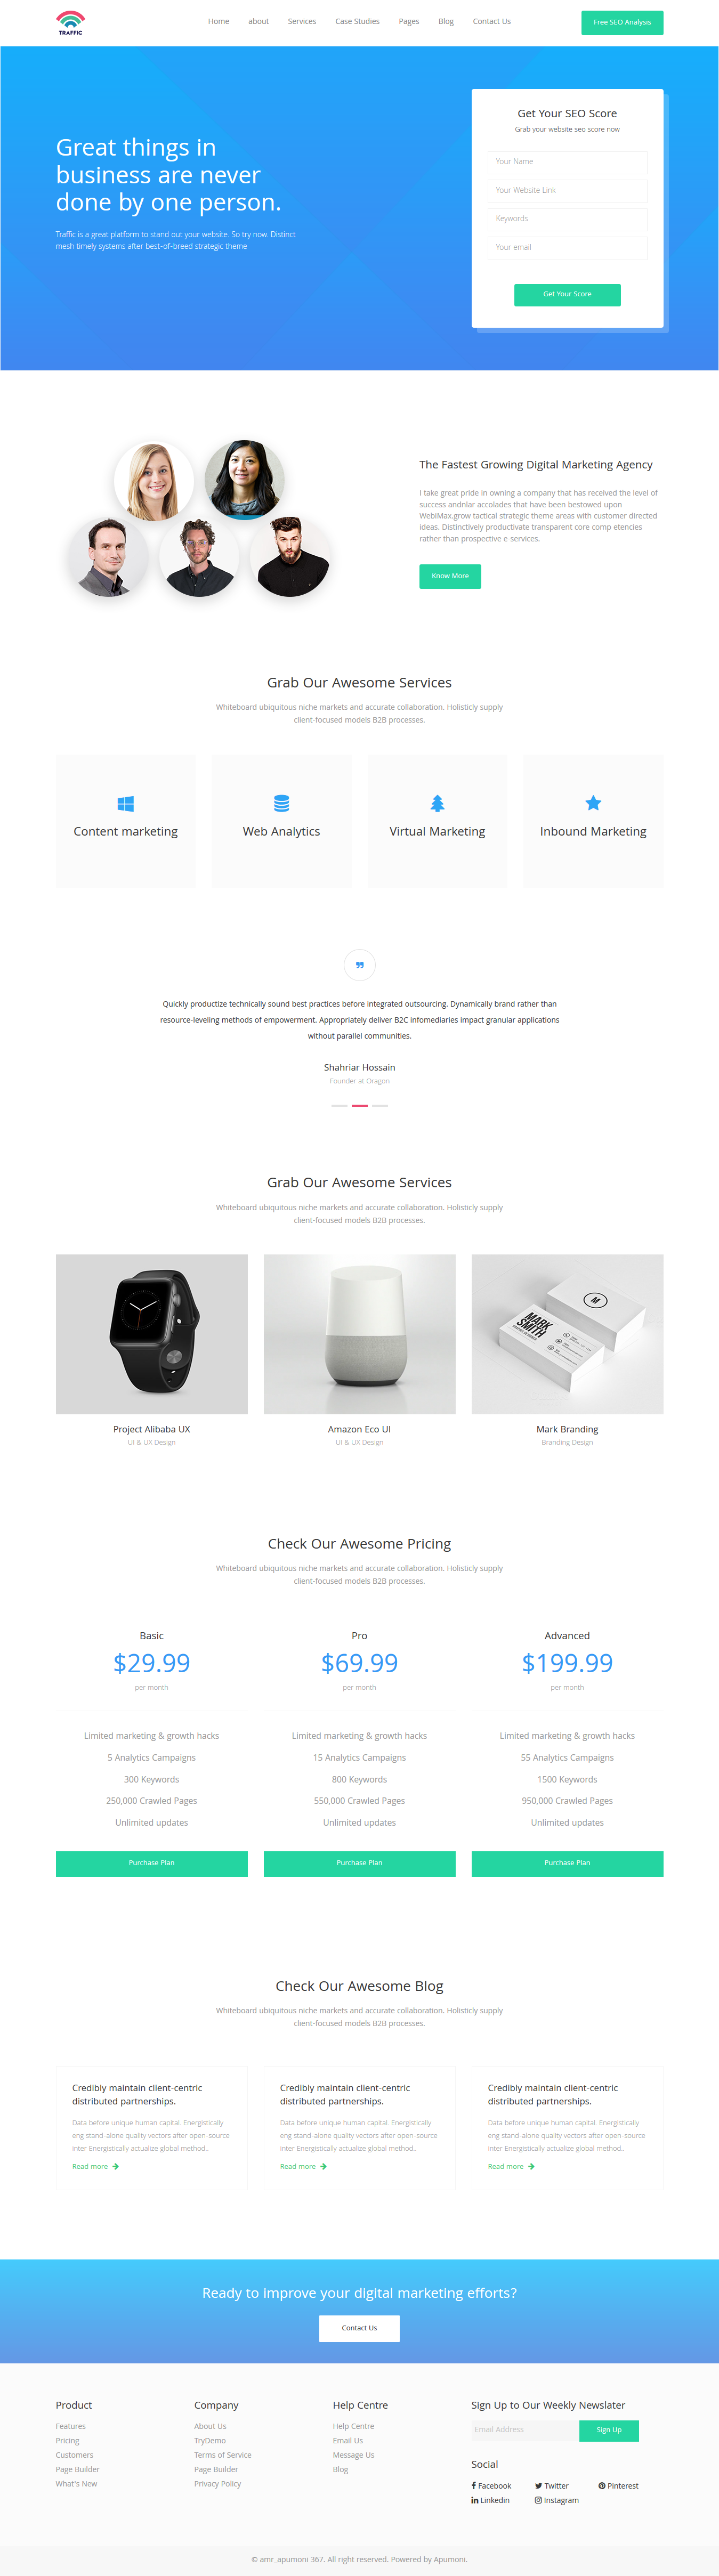 TRAFFIC
Home about Services Case Studies Pages Blog Contact Us
Free SEO Analysis
Great things in
business are never
done by one person.
Traffic is a great platform to stand out your website. So try now. Distinct
mesh timely systems after best-of-breed strategic theme
Get Your SEO Score
Grab your website seo score now
Your Name
Your Website Link
Keywords
Your email
Get Your Score
The Fastest Growing Digital Marketing Agency
I take great pride in owning a company that has received the level of
success andnlar accolades that have been bestowed upon
WebiMax.grow tactical strategic theme areas with customer directed
ideas. Distinctively productivate transparent core comp etencies
rather than prospective e-services.
Know More
Grab Our Awesome Services
Whiteboard ubiquitous niche markets and accurate collaboration. Holisticly supply
client-focused models B2B processes.
Content marketing
Web Analytics
Virtual Marketing
Inbound Marketing
Quickly productize technically sound best practices before integrated outsourcing. Dynamically brand rather than
resource-leveling methods of empowerment. Appropriately deliver B2C infomediaries impact granular applications
without parallel communities.
Shahriar Hossain
Founder at Oragon
Grab Our Awesome Services
Whiteboard ubiquitous niche markets and accurate collaboration. Holisticly supply
client-focused models B2B processes.
M
MARK
SMITH
Project Alibaba UX
UI & UX Design
Amazon Eco UI
UI & UX Design
Mark Branding
Branding Design
Check Our Awesome Pricing
Whiteboard ubiquitous niche markets and accurate collaboration. Holisticly supply
client-focused models B2B processes.
Basic
$29.99
per month
Limited marketing & growth hacks
5 Analytics Campaigns
300 Keywords
250,000 Crawled Pages
Unlimited updates
Purchase Plan
Pro
$69.99
per month
Limited marketing & growth hacks
15 Analytics Campaigns
800 Keywords
550,000 Crawled Pages
Unlimited updates
Purchase Plan
Advanced
$199.99
per month
Limited marketing & growth hacks
55 Analytics Campaigns
1500 Keywords
950,000 Crawled Pages
Unlimited updates
Purchase Plan
Check Our Awesome Blog
Whiteboard ubiquitous niche markets and accurate collaboration. Holisticly supply
client-focused models B2B processes.
Credibly maintain client-centric
distributed partnerships.
Data before unique human capital. Energistically
eng stand-alone quality vectors after open-source
inter Energistically actualize global method..
Read more
Credibly maintain client-centric
distributed partnerships.
Data before unique human capital. Energistically
eng stand-alone quality vectors after open-source
inter Energistically actualize global method..
Read more
Credibly maintain client-centric
distributed partnerships.
Data before unique human capital. Energistically
eng stand-alone quality vectors after open-source
inter Energistically actualize global method..
Read more
Ready to improve your digital marketing efforts?
Contact Us
Product
Features
Pricing
Customers
Page Builder
What's New
Company
About Us
TryDemo
Terms of Service
Page Builder
Privacy Policy
Help Centre
Help Centre
Email Us
Message Us
Blog
Sign Up to Our Weekly Newslater
Email Address
Sign Up
Social
Facebook Twitter Pinterest
Linkedin Instagram
© amr_apumoni 367. All right reserved. Powered by Apumoni.